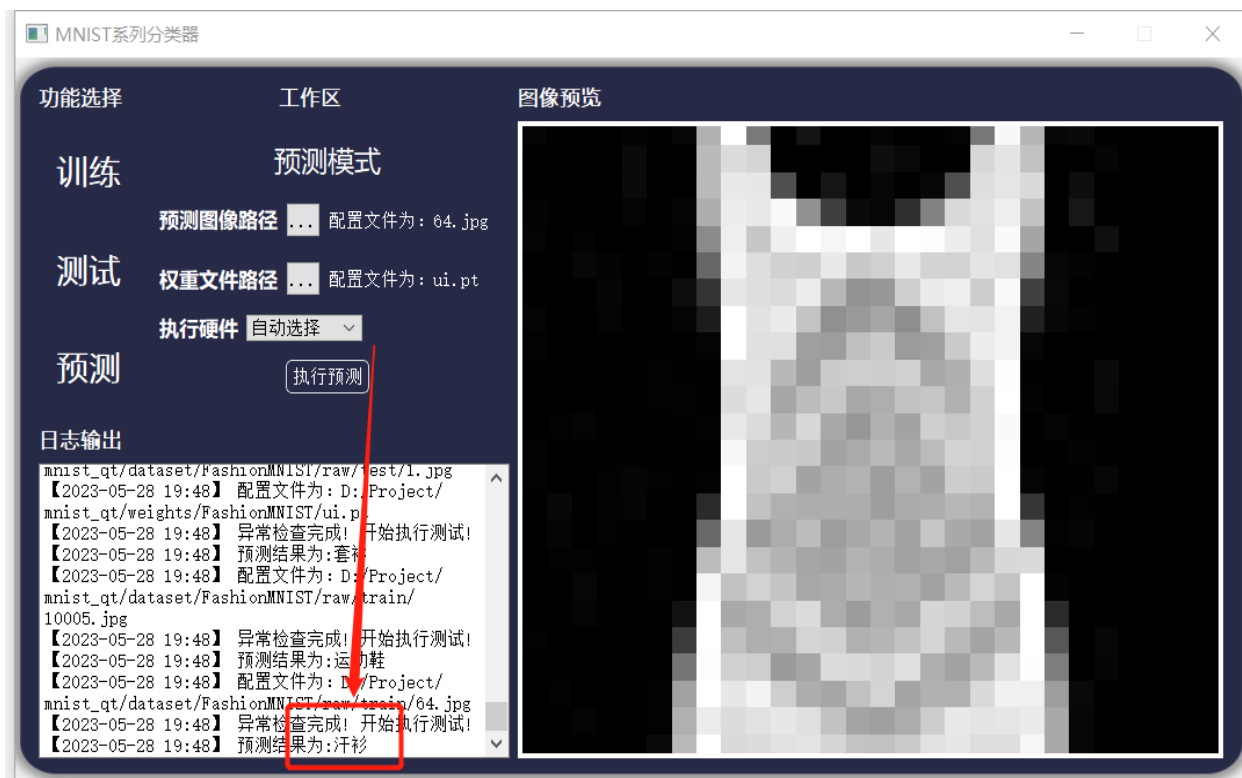 MNIST系列分类器
功能选择
工作区
图像预览
训练
预测模式
预测图像路径 ... 配置文件为：64.jpg
测试
权重文件路径 ... 配置文件为：ui.pt
执行硬件 自动选择
预测
执行预测
日志输出
mnist_qt/dataset/FashionMNIST/raw/test/1.jpg
【2023-05-28 19:48】 配置文件为：D:/Project/
mnist_qt/weights/FashionMNIST/ui.pt
【2023-05-28 19:48】 异常检查完成! 开始执行测试!
【2023-05-28 19:48】 预测结果为:套衫
【2023-05-28 19:48】 配置文件为：D:/Project/
mnist_qt/dataset/FashionMNIST/raw/train/
10005.jpg
【2023-05-28 19:48】 异常检查完成! 开始执行测试!
【2023-05-28 19:48】 预测结果为:运动鞋
【2023-05-28 19:48】 配置文件为：D:/Project/
mnist_qt/dataset/FashionMNIST/raw/train/64.jpg
【2023-05-28 19:48】 异常检查完成! 开始执行测试!
【2023-05-28 19:48】 预测结果为:汗衫